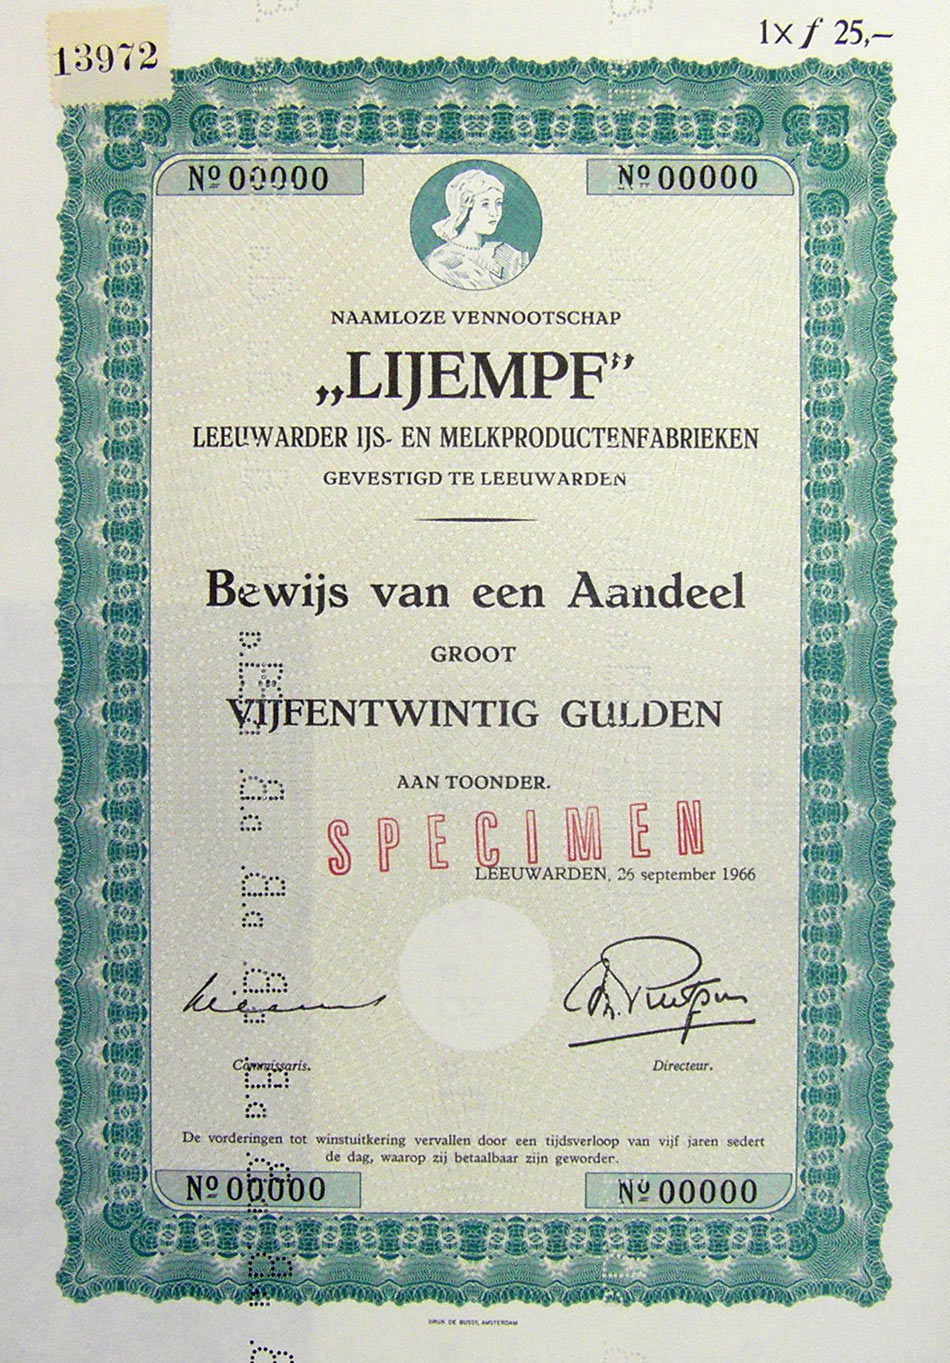 13972
1x f 25,—
Nº 00000
Nº 00000
NAAMLOZE VENNOOTSCHAP
„LIJEMPF”
LEEUWARDER IJS- EN MELKPRODUCTENFABRIEKEN
GEVESTIGD TE LEEUWARDEN
Bewijs van een Aandeel
GROOT
VIJFENTWINTIG GULDEN
AAN TOONDER.
SPECIMEN
LEEUWARDEN, 26 september 1966
Commissaris.
Directeur.
De vorderingen tot winstuitkering vervallen door een tijdsverloop van vijf jaren sedert
de dag, waarop zij betaalbaar zijn geworden.
Nº 00000
Nº 00000
DRUK DE BUSSY, AMSTERDAM